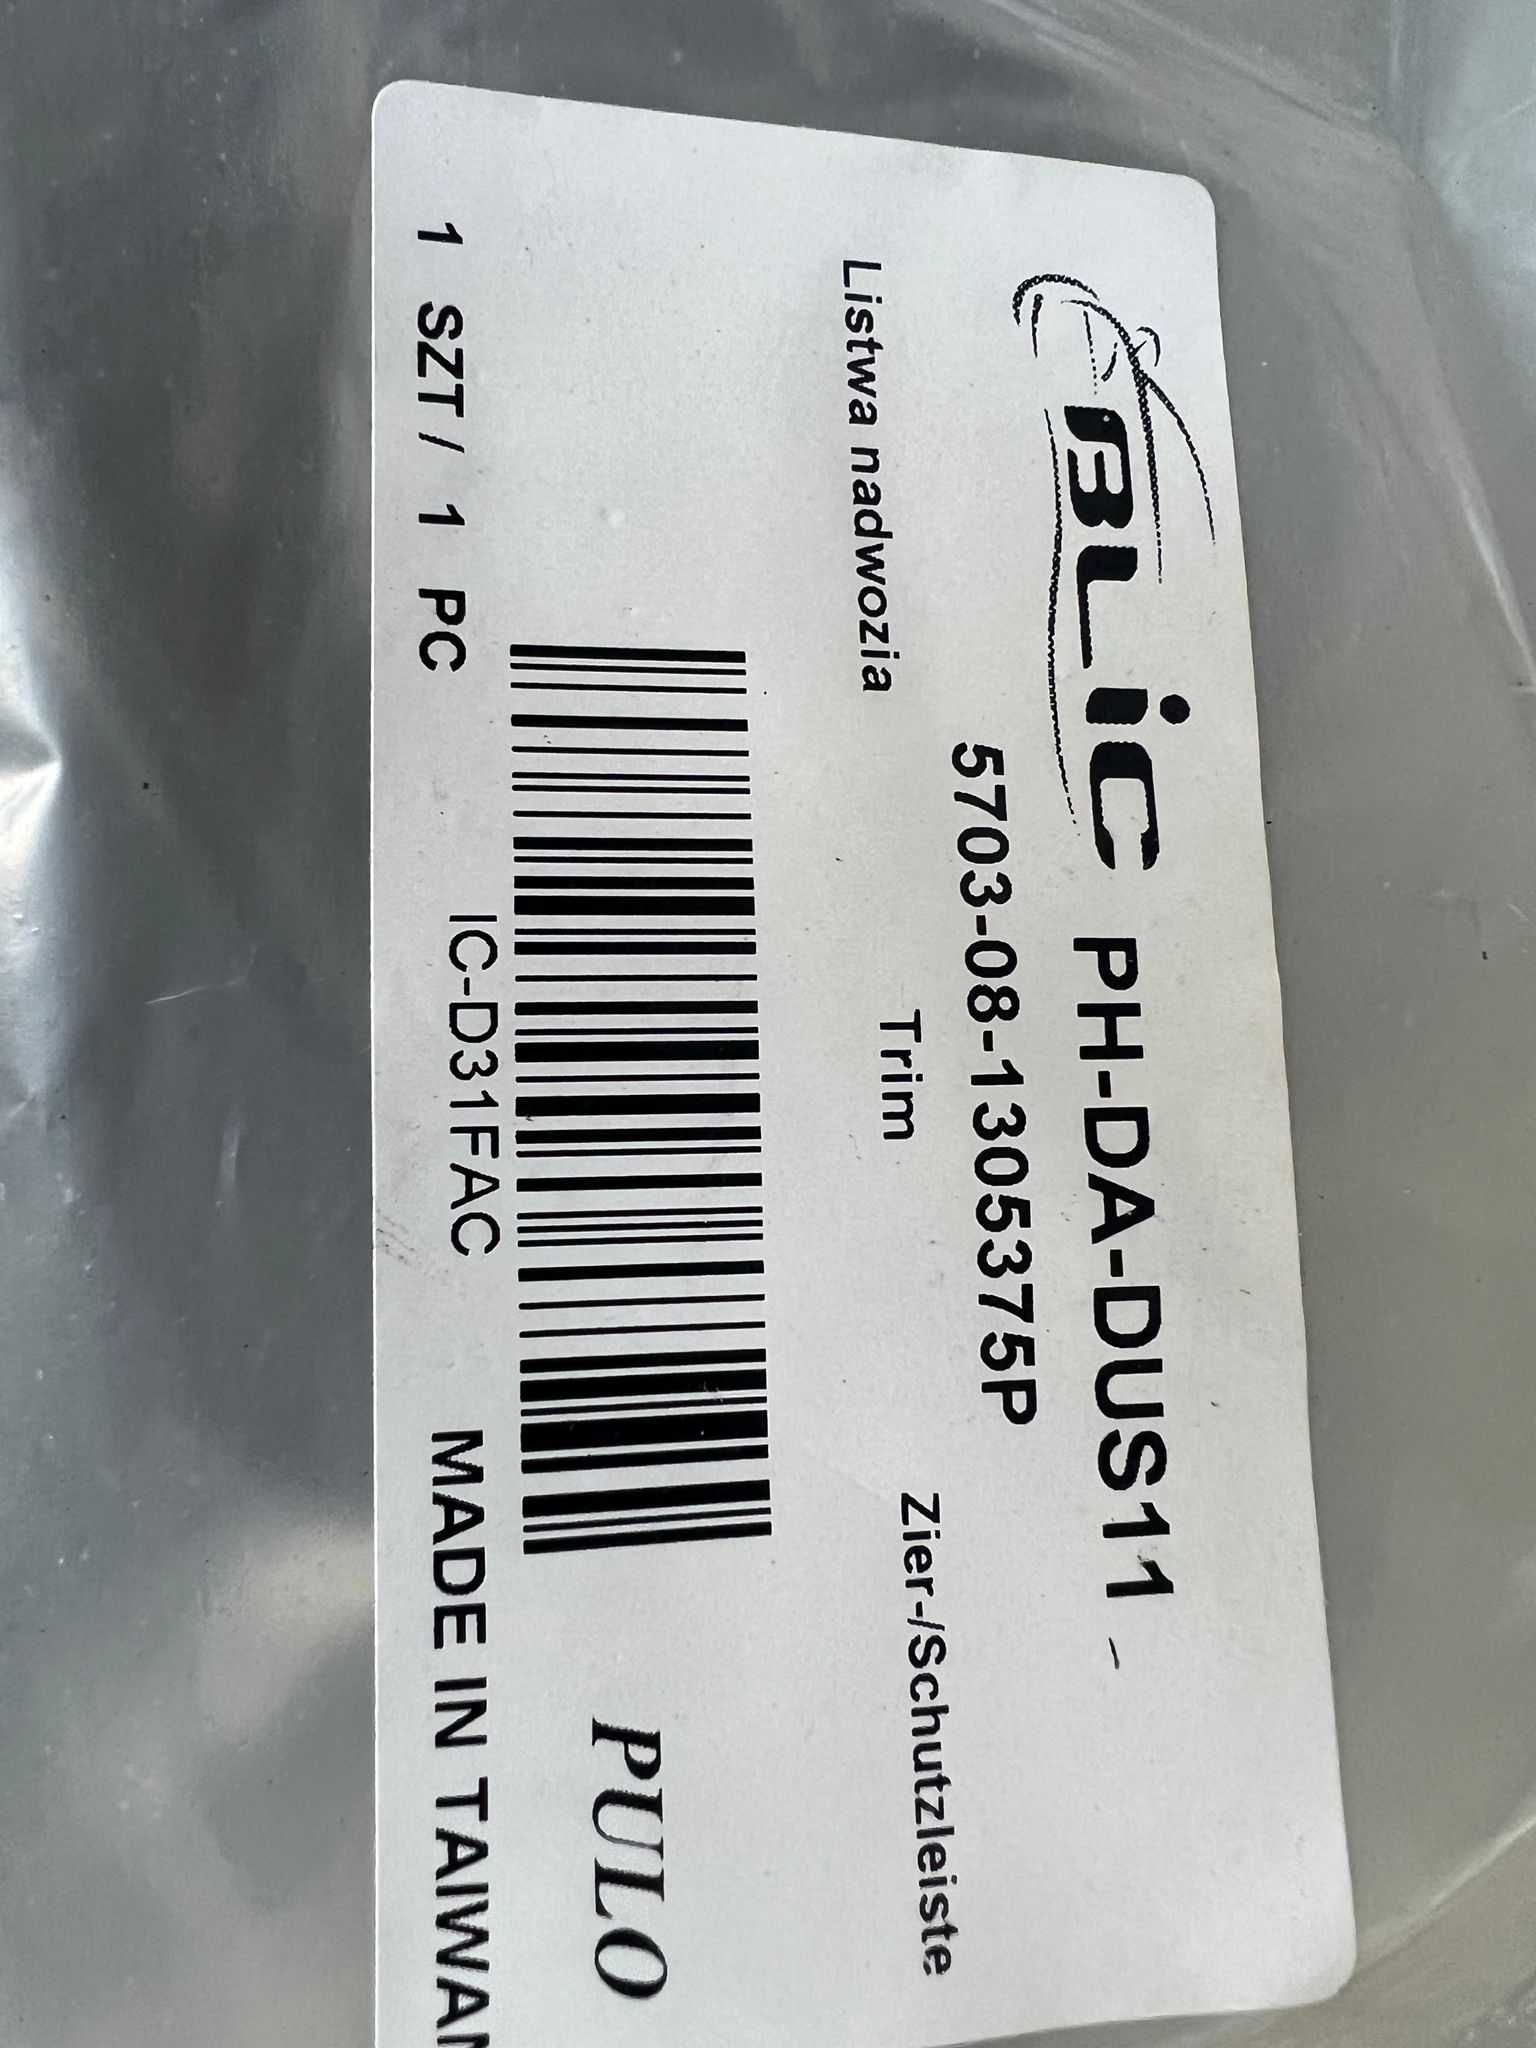 BLiC PH-DA-DUS11 -
5703-08-1305375P
Listwa nadwozia Trim Zier-/Schutzleiste
PULO
IC-D31FAC
1 SZT / 1 PC MADE IN TAIWAN